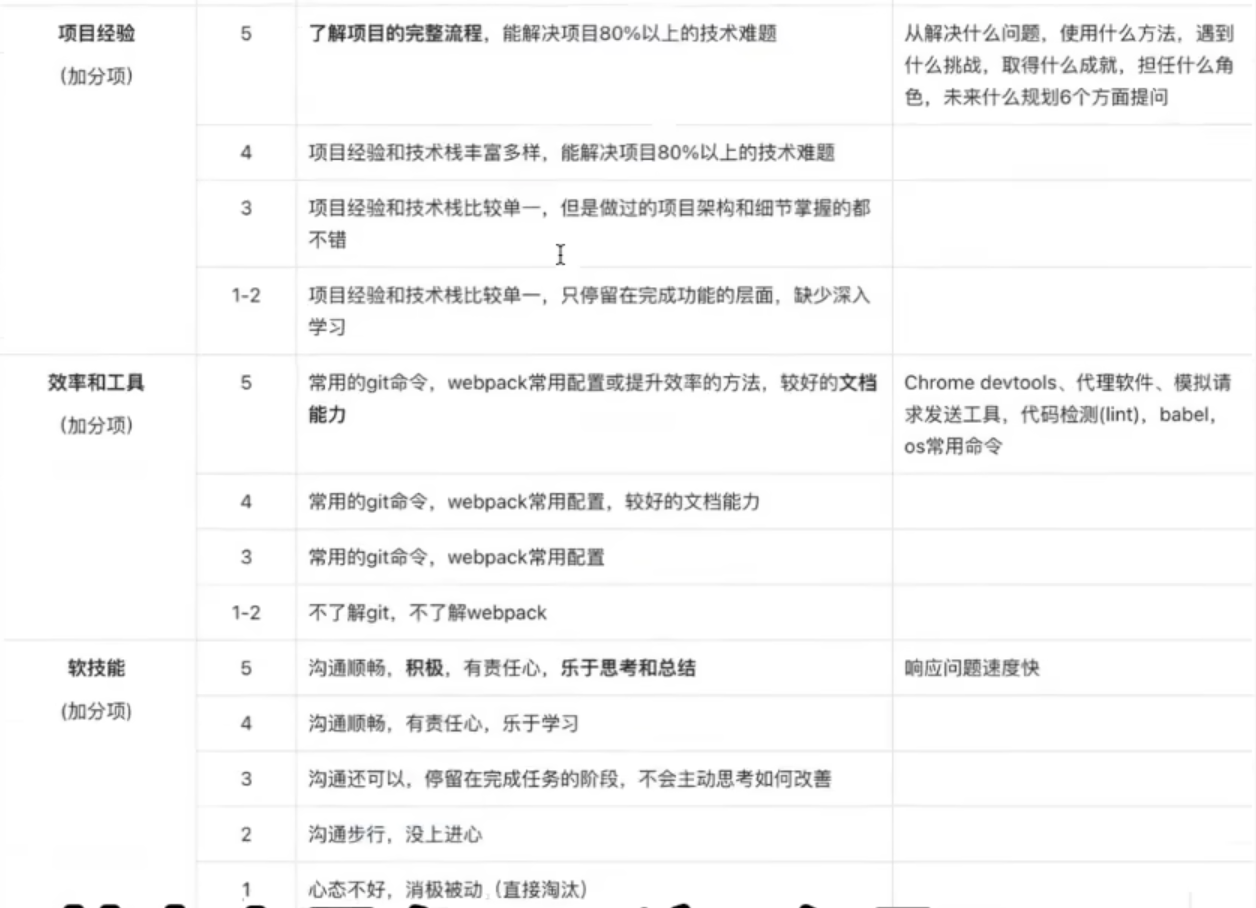 项目经验
(加分项)
5
了解项目的完整流程，能解决项目80%以上的技术难题
从解决什么问题，使用什么方法，遇到
什么挑战，取得什么成就，担任什么角
色，未来什么规划6个方面提问
4
项目经验和技术栈丰富多样，能解决项目80%以上的技术难题
3
项目经验和技术栈比较单一，但是做过的项目架构和细节掌握的都
不错
1-2
项目经验和技术栈比较单一，只停留在完成功能的层面，缺少深入
学习
效率和工具
(加分项)
5
常用的git命令，webpack常用配置或提升效率的方法，较好的文档
能力
Chrome devtools、代理软件、模拟请
求发送工具，代码检测(lint)，babel，
os常用命令
4
常用的git命令，webpack常用配置，较好的文档能力
3
常用的git命令，webpack常用配置
1-2
不了解git，不了解webpack
软技能
(加分项)
5
沟通顺畅，积极，有责任心，乐于思考和总结
响应问题速度快
4
沟通顺畅，有责任心，乐于学习
3
沟通还可以，停留在完成任务的阶段，不会主动思考如何改善
2
沟通步行，没上进心
1
心态不好，消极被动（直接淘汰）